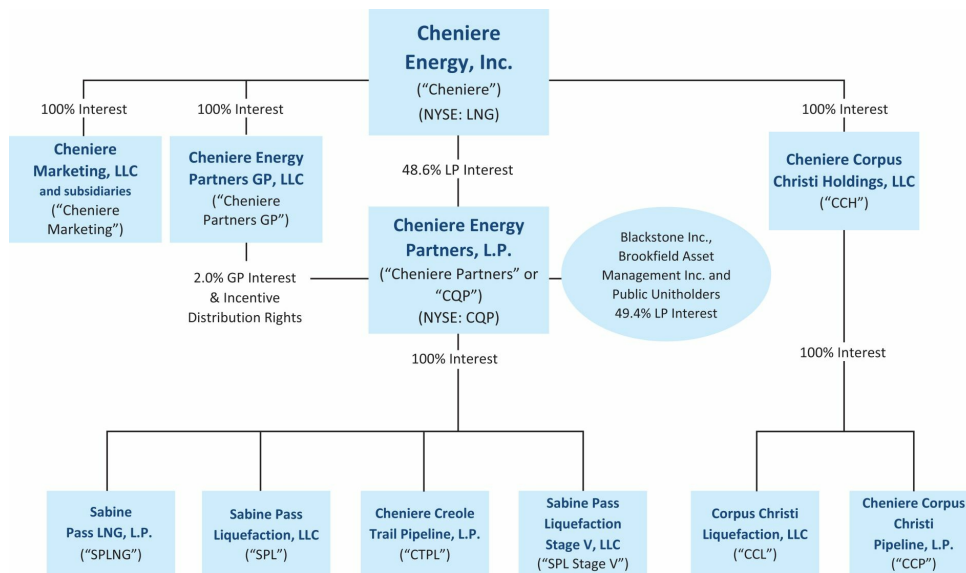 Cheniere
Energy, Inc.
("Cheniere")
(NYSE: LNG)
100% Interest
100% Interest
100% Interest
Cheniere
Marketing, LLC
and subsidiaries
("Cheniere
Marketing")
Cheniere Energy
Partners GP, LLC
("Cheniere
Partners GP")
48.6% LP Interest
Cheniere Corpus
Christi Holdings, LLC
("CCH")
Cheniere Energy
Partners, L.P.
("Cheniere Partners" or
"CQP")
(NYSE: CQP)
2.0% GP Interest
& Incentive
Distribution Rights
Blackstone Inc.,
Brookfield Asset
Management Inc. and
Public Unitholders
49.4% LP Interest
100% Interest
100% Interest
Sabine
Pass LNG, L.P.
("SPLNG")
Sabine Pass
Liquefaction, LLC
("SPL")
Cheniere Creole
Trail Pipeline, L.P.
("CTPL")
Sabine Pass
Liquefaction
Stage V, LLC
("SPL Stage V")
Corpus Christi
Liquefaction, LLC
("CCL")
Cheniere Corpus
Christi
Pipeline, L.P.
("CCP")